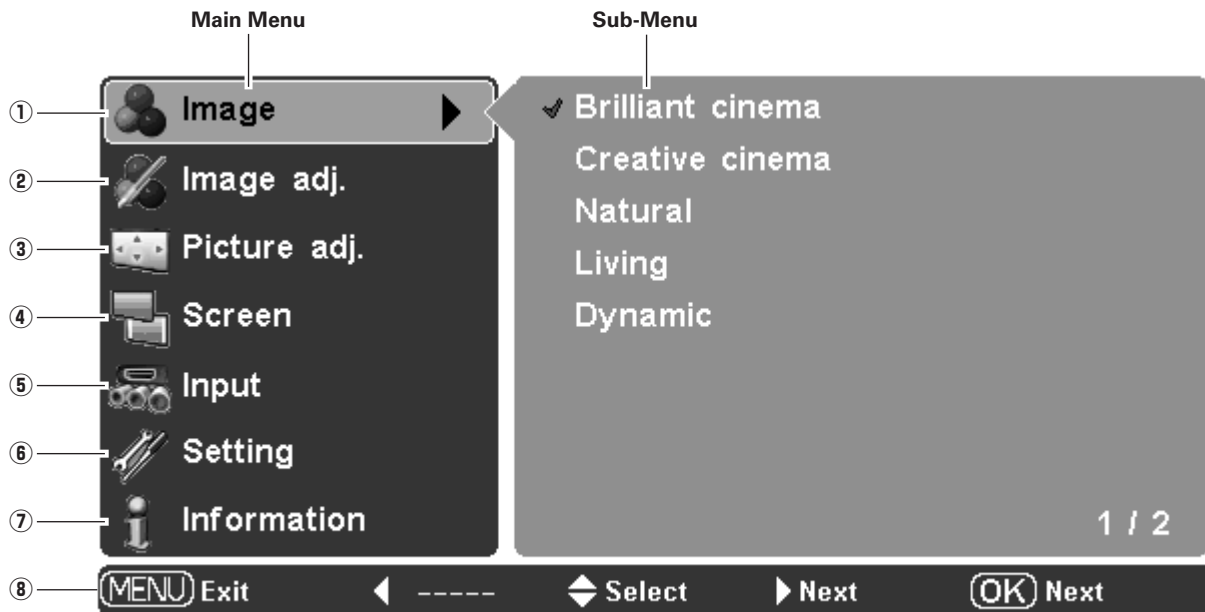 Main Menu Sub-Menu
① Image ▶ ✓ Brilliant cinema
Creative cinema
② Image adj.
Natural
③ Picture adj.
Living
④ Screen Dynamic
⑤ Input
⑥ Setting
⑦ Information 1 / 2
⑧ MENU Exit ◀ ----- Select ▶ Next OK Next